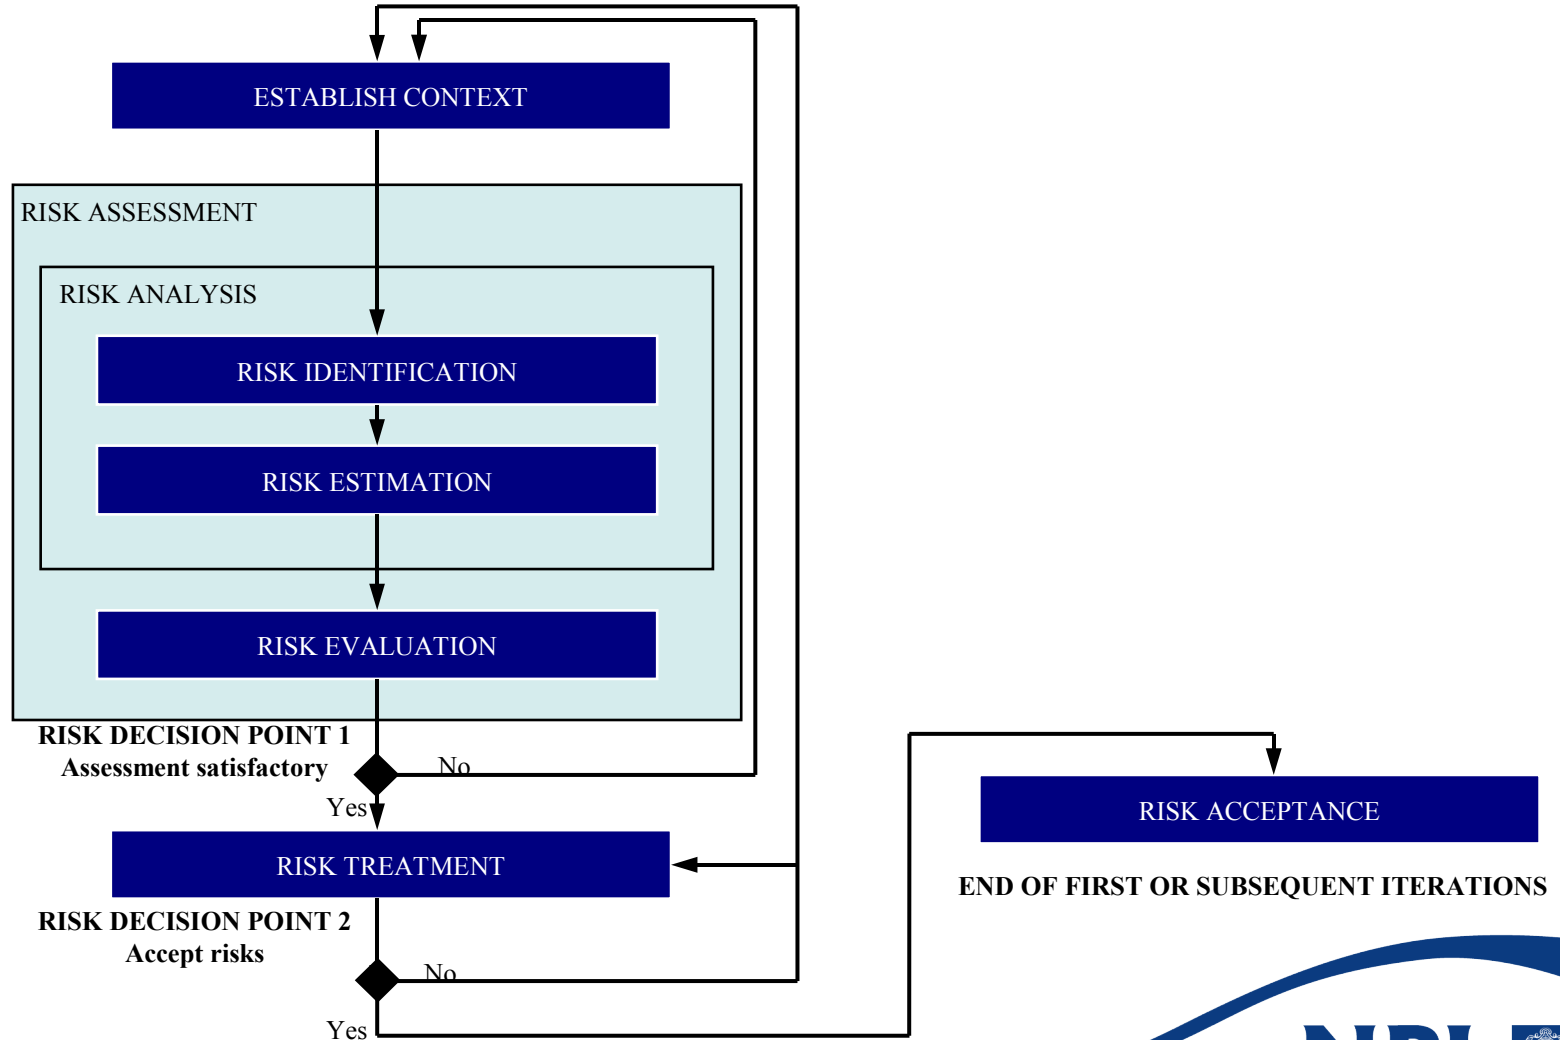 ESTABLISH CONTEXT
RISK ASSESSMENT
RISK ANALYSIS
RISK IDENTIFICATION
RISK ESTIMATION
RISK EVALUATION
RISK DECISION POINT 1
Assessment satisfactory
No
Yes
RISK TREATMENT
RISK DECISION POINT 2
Accept risks
No
Yes
RISK ACCEPTANCE
END OF FIRST OR SUBSEQUENT ITERATIONS